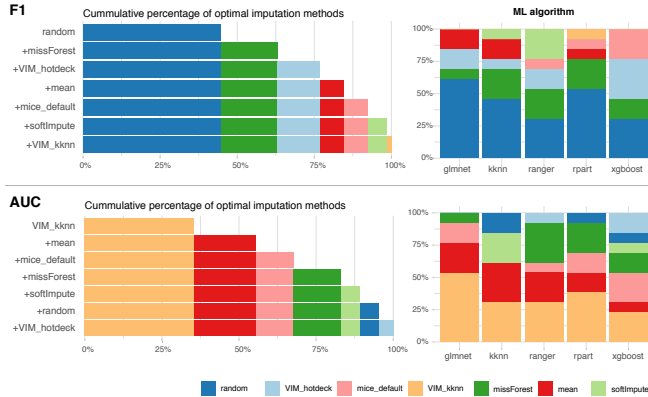 F1
Cummulative percentage of optimal imputation methods
random
+missForest
+VIM_hotdeck
+mean
+mice_default
+softImpute
+VIM_kknn
0% 25% 50% 75% 100%
ML algorithm
100%
75%
50%
25%
0%
glmnet kknn ranger rpart xgboost
AUC
Cummulative percentage of optimal imputation methods
VIM_kknn
+mean
+mice_default
+missForest
+softImpute
+random
+VIM_hotdeck
0% 25% 50% 75% 100%
100%
75%
50%
25%
0%
glmnet kknn ranger rpart xgboost
random VIM_hotdeck mice_default VIM_kknn missForest mean softImpute